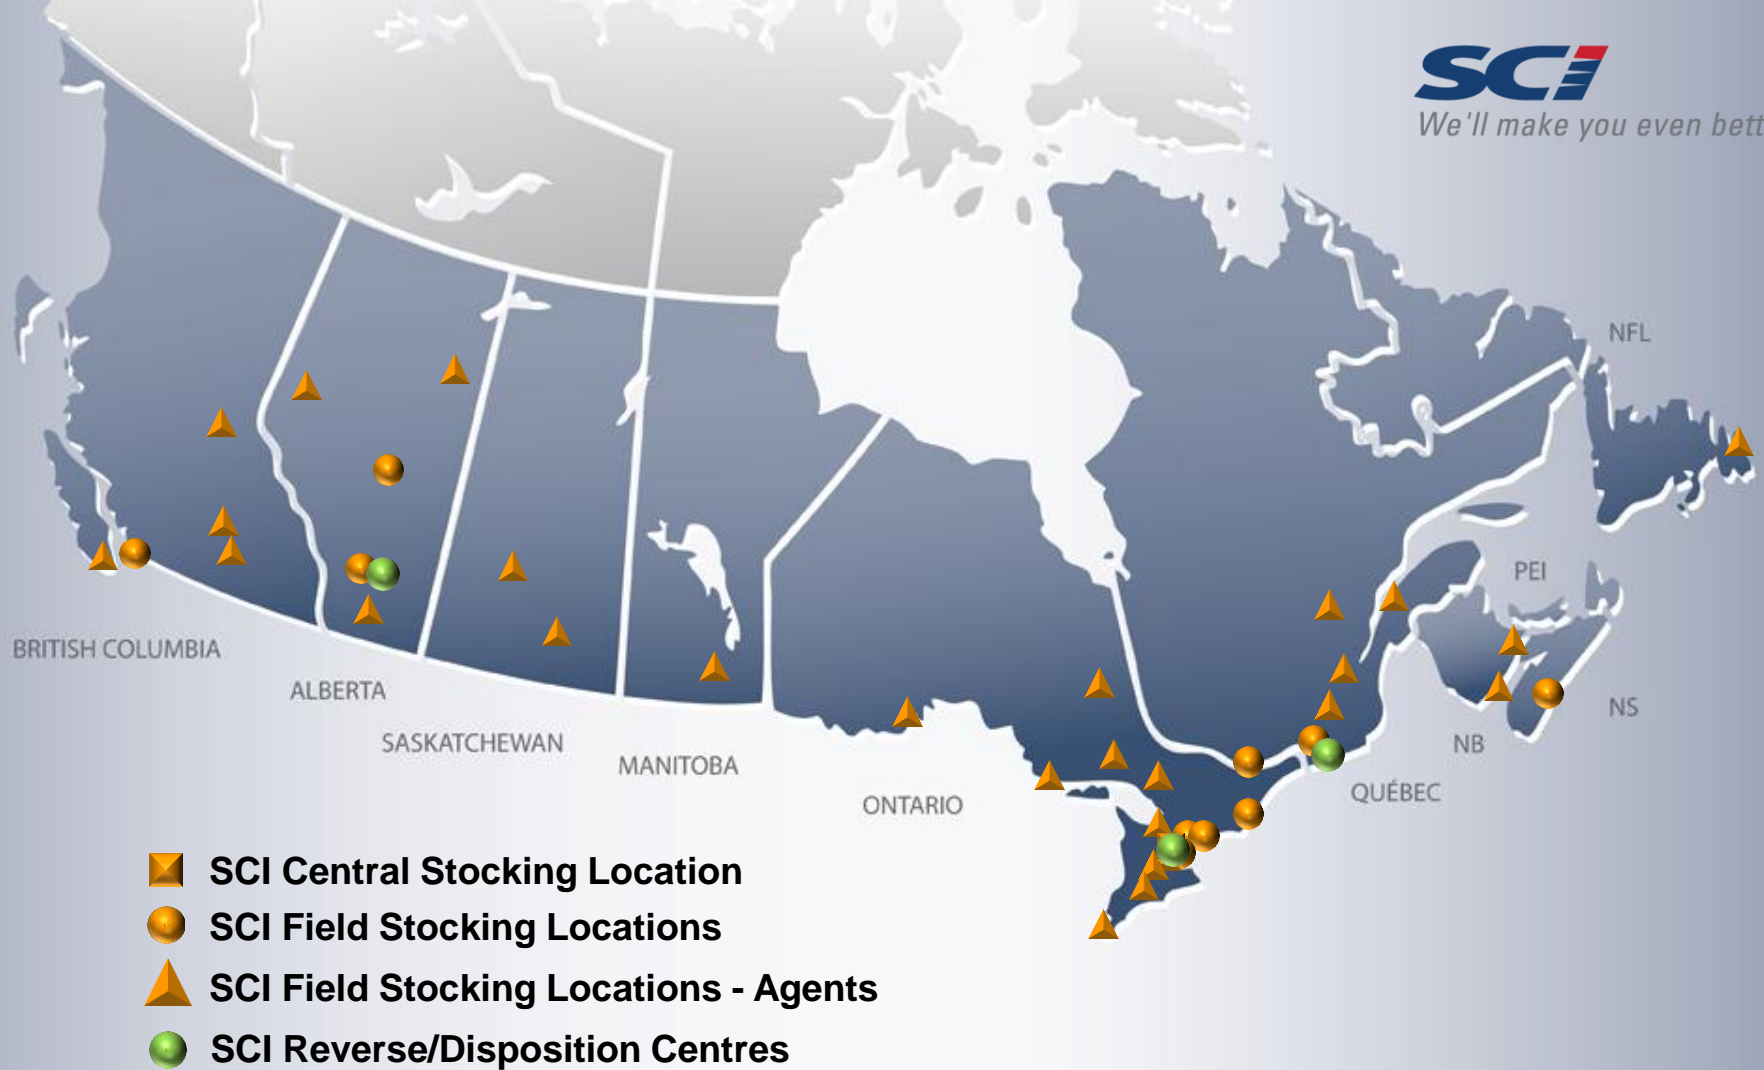 SCI
We'll make you even bett
NFL
PEI
BRITISH COLUMBIA
ALBERTA
NS
SASKATCHEWAN
NB
MANITOBA
QUÉBEC
ONTARIO
SCI Central Stocking Location
SCI Field Stocking Locations
SCI Field Stocking Locations - Agents
SCI Reverse/Disposition Centres